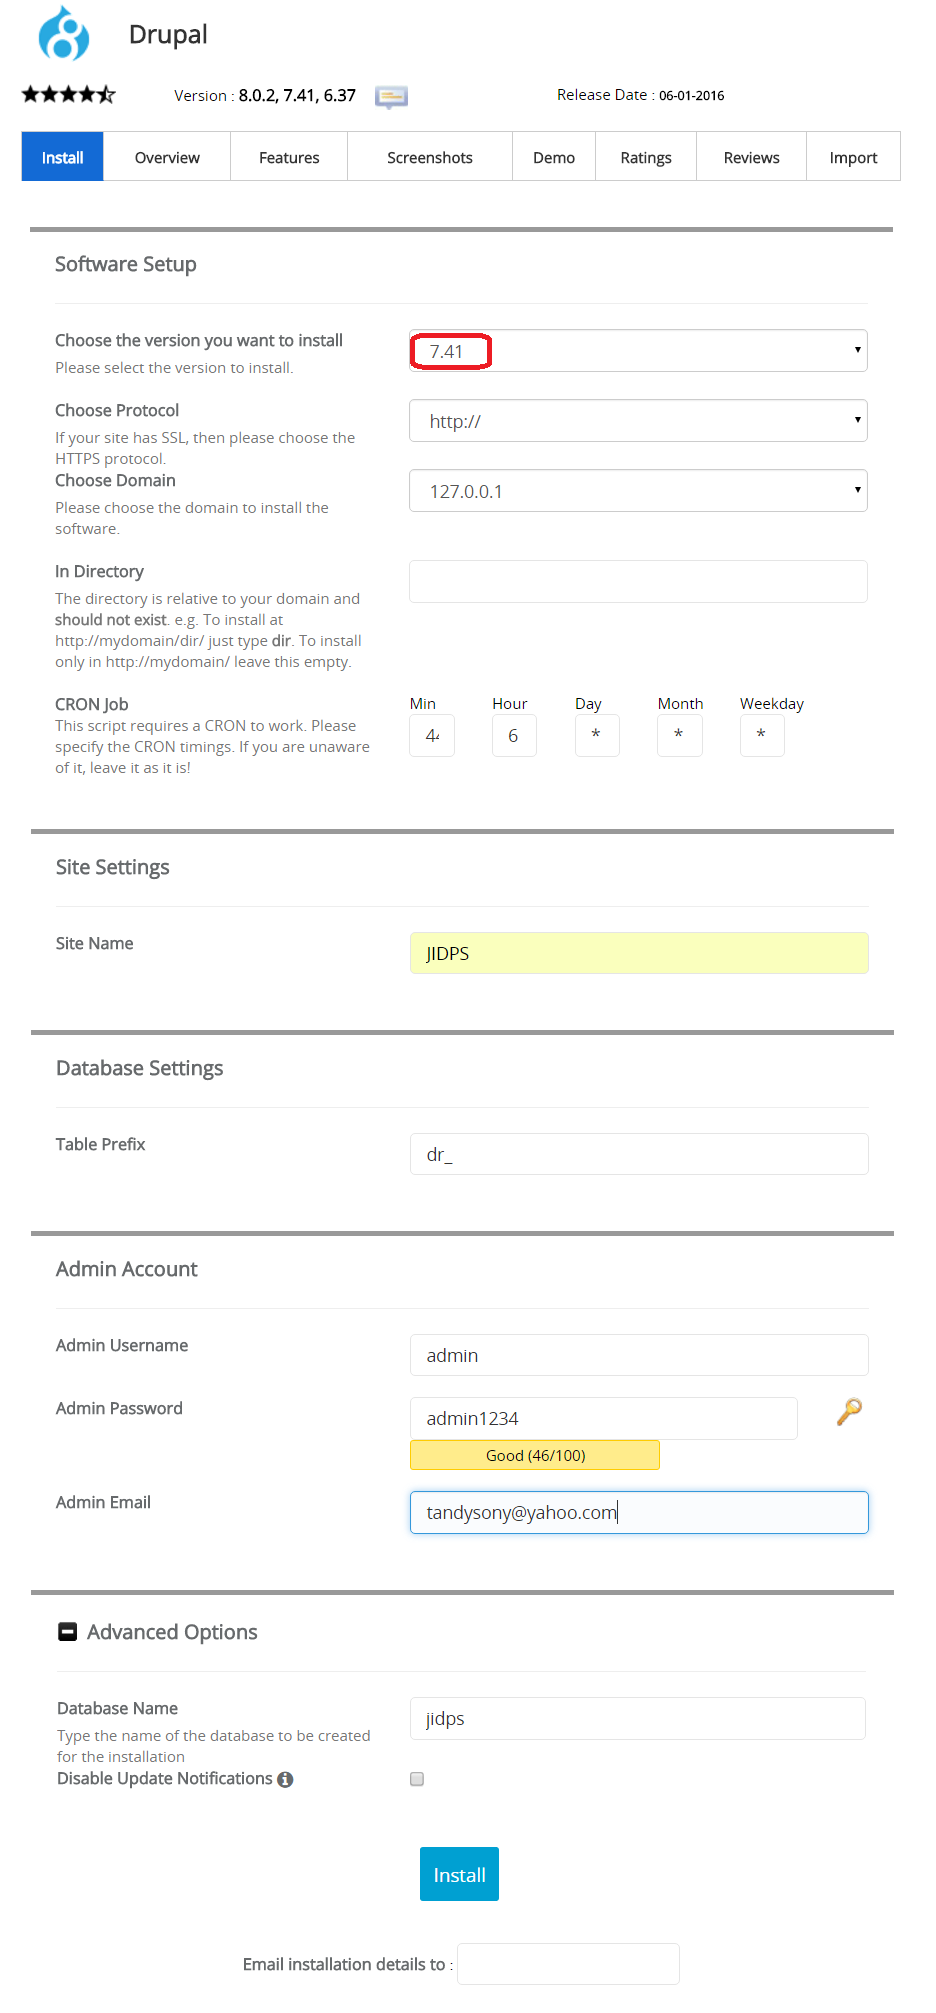 Drupal
Version : 8.0.2, 7.41, 6.37
Release Date : 06-01-2016
Install Overview Features Screenshots Demo Ratings Reviews Import
Software Setup
Choose the version you want to install
Please select the version to install.
7.41
Choose Protocol
If your site has SSL, then please choose the
HTTPS protocol.
http://
Choose Domain
Please choose the domain to install the
software.
127.0.0.1
In Directory
The directory is relative to your domain and
should not exist. e.g. To install at
http://mydomain/dir/ just type dir. To install
only in http://mydomain/ leave this empty.
CRON Job
This script requires a CRON to work. Please
specify the CRON timings. If you are unaware
of it, leave it as it is!
Min Hour Day Month Weekday
6 * * *
Site Settings
Site Name
JIDPS
Database Settings
Table Prefix
dr_
Admin Account
Admin Username
admin
Admin Password
admin1234
Good (46/100)
Admin Email
tandysony@yahoo.com
Advanced Options
Database Name
Type the name of the database to be created
for the installation
jidps
Disable Update Notifications
Install
Email installation details to :